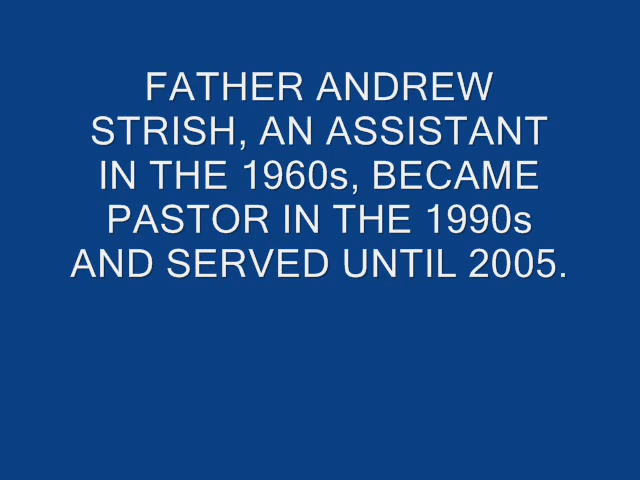 FATHER ANDREW
STRISH, AN ASSISTANT
IN THE 1960s, BECAME
PASTOR IN THE 1990s
AND SERVED UNTIL 2005.